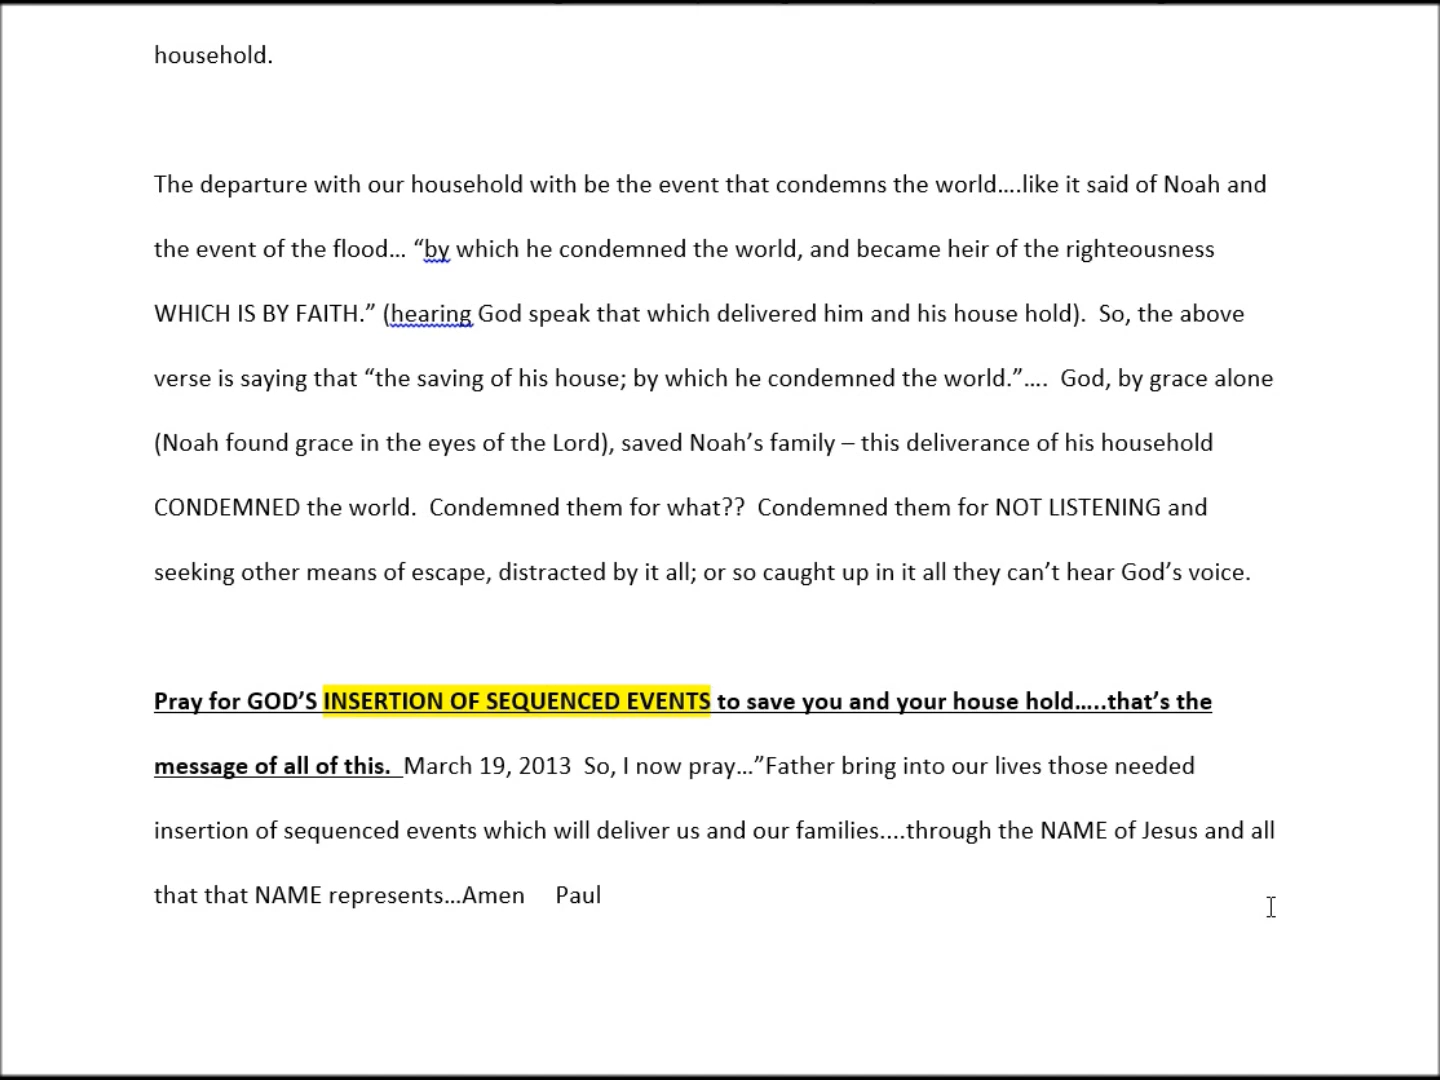 household.
The departure with our household with be the event that condemns the world....like it said of Noah and
the event of the flood... “by which he condemned the world, and became heir of the righteousness
WHICH IS BY FAITH.” (hearing God speak that which delivered him and his house hold).  So, the above
verse is saying that “the saving of his house; by which he condemned the world.”....  God, by grace alone
(Noah found grace in the eyes of the Lord), saved Noah’s family – this deliverance of his household
CONDEMNED the world.  Condemned them for what??  Condemned them for NOT LISTENING and
seeking other means of escape, distracted by it all; or so caught up in it all they can’t hear God’s voice.
Pray for GOD’S INSERTION OF SEQUENCED EVENTS to save you and your house hold…..that’s the
message of all of this.  March 19, 2013  So, I now pray…”Father bring into our lives those needed
insertion of sequenced events which will deliver us and our families....through the NAME of Jesus and all
that that NAME represents...Amen     Paul